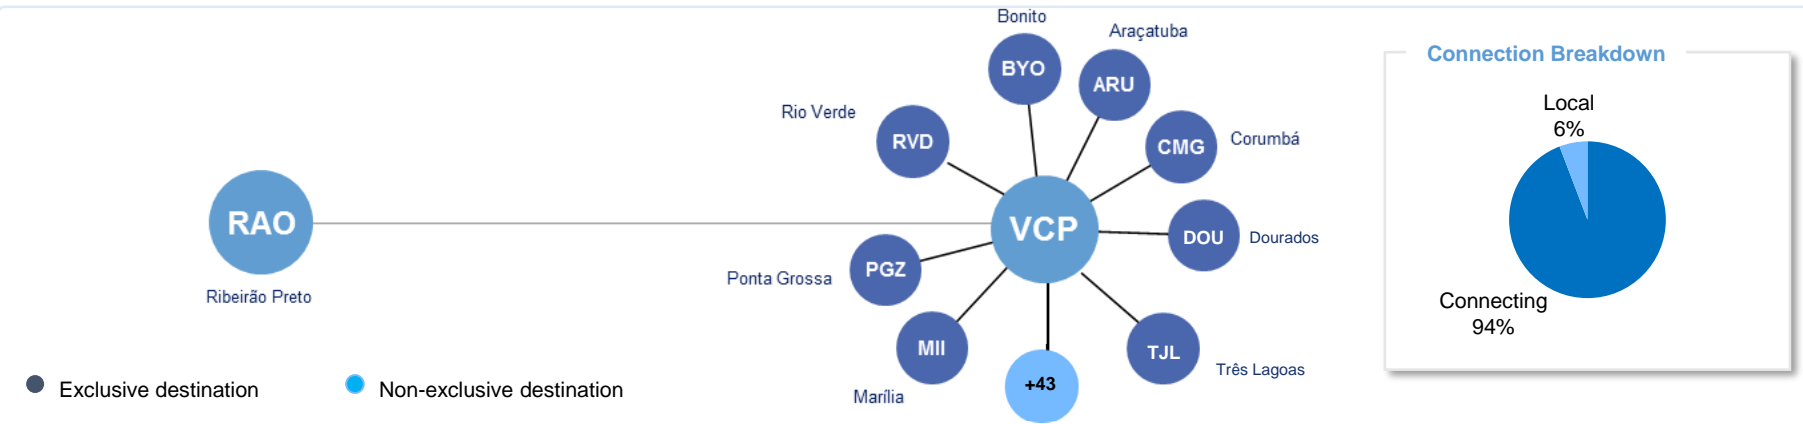 Bonito
Araçatuba
BYO
ARU
Rio Verde
RVD
CMG
Corumbá
RAO
VCP
DOU
Dourados
Ribeirão Preto
Ponta Grossa
PGZ
MII
Marília
+43
TJL
Três Lagoas
Exclusive destination
Non-exclusive destination
Connection Breakdown
Local
6%
Connecting
94%